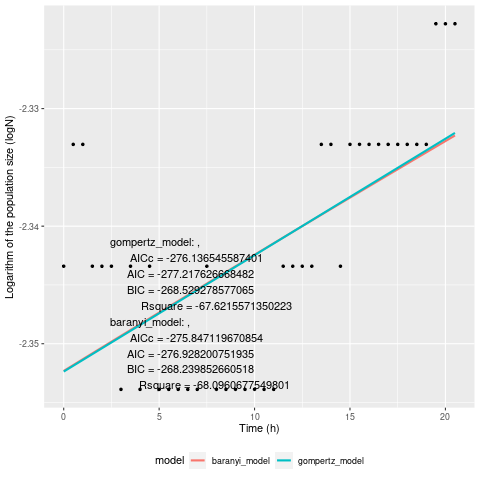 -2.33
-2.34
-2.35
Logarithm of the population size (logN)
gompertz_model: ,
AICc = -276.136545587401
AIC = -277.217626668482
BIC = -268.529278577065
Rsquare = -67.6215571350223
baranyi_model: ,
AICc = -275.847119670854
AIC = -276.928200751935
BIC = -268.239852660518
Rsquare = -68.0960677549801
0 5 10 15 20
Time (h)
model baranyi_model gompertz_model